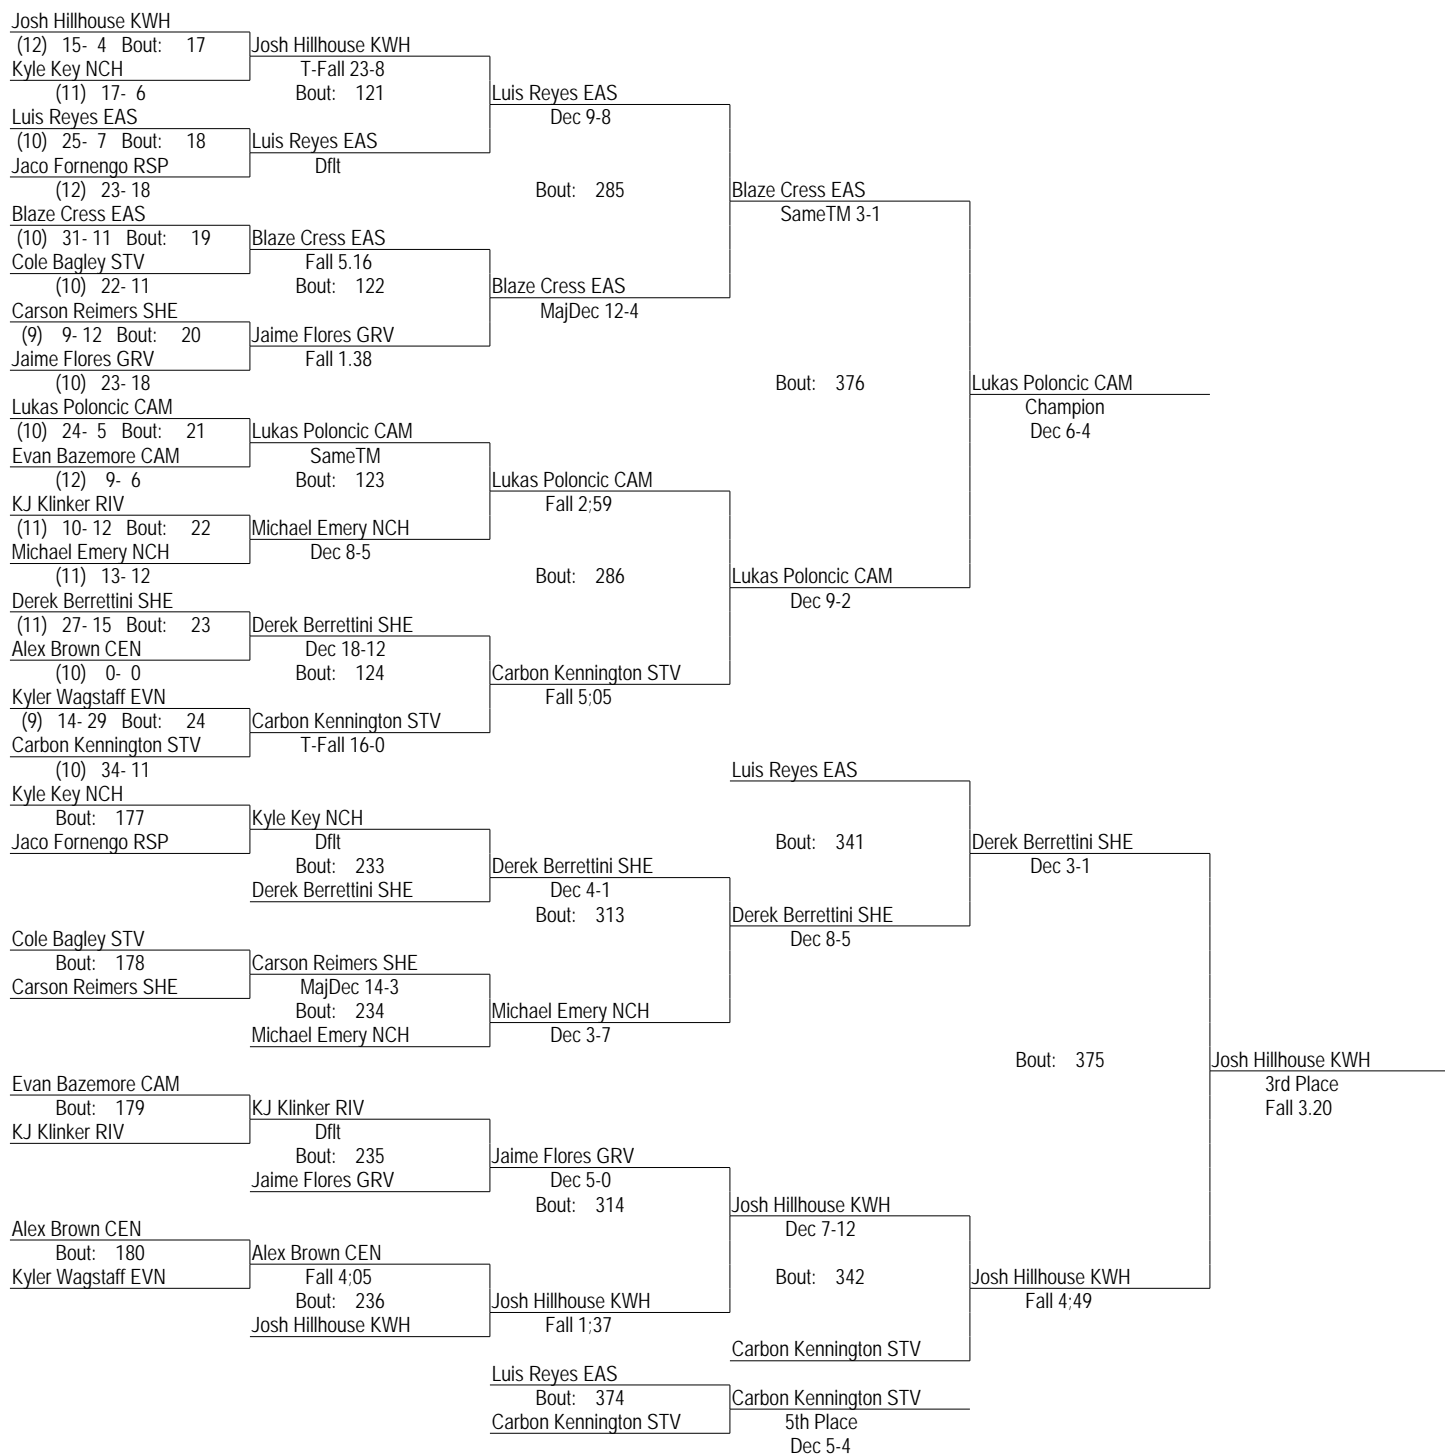 Josh Hillhouse KWH
(12) 15- 4 Bout: 17
Josh Hillhouse KWH
Kyle Key NCH
T-Fall 23-8
(11) 17- 6
Bout: 121
Luis Reyes EAS
Luis Reyes EAS
Dec 9-8
(10) 25- 7 Bout: 18
Luis Reyes EAS
Jaco Fornengo RSP
Dflt
(12) 23- 18
Bout: 285
Blaze Cress EAS
Blaze Cress EAS
SameTM 3-1
(10) 31- 11 Bout: 19
Blaze Cress EAS
Cole Bagley STV
Fall 5.16
(10) 22- 11
Bout: 122
Blaze Cress EAS
Carson Reimers SHE
MajDec 12-4
(9) 9- 12 Bout: 20
Jaime Flores GRV
Jaime Flores GRV
Fall 1.38
(10) 23- 18
Bout: 376
Lukas Poloncic CAM
Lukas Poloncic CAM
Champion
(10) 24- 5 Bout: 21
Lukas Poloncic CAM
Dec 6-4
Evan Bazemore CAM
SameTM
(12) 9- 6
Bout: 123
Lukas Poloncic CAM
KJ Klinker RIV
Fall 2;59
(11) 10- 12 Bout: 22
Michael Emery NCH
Michael Emery NCH
Dec 8-5
(11) 13- 12
Bout: 286
Lukas Poloncic CAM
Derek Berrettini SHE
Dec 9-2
(11) 27- 15 Bout: 23
Derek Berrettini SHE
Alex Brown CEN
Dec 18-12
(10) 0- 0
Bout: 124
Carbon Kennington STV
Kyler Wagstaff EVN
Fall 5;05
(9) 14- 29 Bout: 24
Carbon Kennington STV
Carbon Kennington STV
T-Fall 16-0
(10) 34- 11
Luis Reyes EAS
Kyle Key NCH
Bout: 177
Kyle Key NCH
Jaco Fornengo RSP
Dflt
Bout: 341
Derek Berrettini SHE
Bout: 233
Derek Berrettini SHE
Dec 3-1
Derek Berrettini SHE
Dec 4-1
Bout: 313
Derek Berrettini SHE
Cole Bagley STV
Dec 8-5
Bout: 178
Carson Reimers SHE
Carson Reimers SHE
MajDec 14-3
Bout: 234
Michael Emery NCH
Michael Emery NCH
Dec 3-7
Bout: 375
Josh Hillhouse KWH
Evan Bazemore CAM
3rd Place
Bout: 179
KJ Klinker RIV
Fall 3.20
KJ Klinker RIV
Dflt
Bout: 235
Jaime Flores GRV
Jaime Flores GRV
Dec 5-0
Bout: 314
Josh Hillhouse KWH
Alex Brown CEN
Dec 7-12
Bout: 180
Alex Brown CEN
Kyler Wagstaff EVN
Fall 4;05
Bout: 342
Josh Hillhouse KWH
Bout: 236
Josh Hillhouse KWH
Fall 4;49
Josh Hillhouse KWH
Fall 1;37
Carbon Kennington STV
Luis Reyes EAS
Bout: 374
Carbon Kennington STV
Carbon Kennington STV
5th Place
Dec 5-4